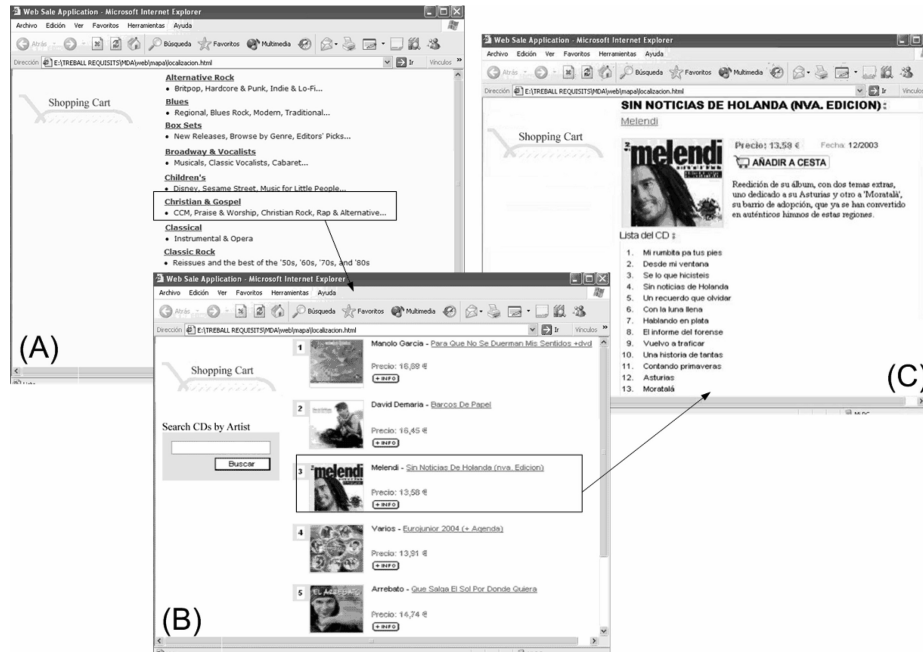 Web Sale Application - Microsoft Internet Explorer
Archivo Edición Ver Favoritos Herramientas Ayuda
Atrás Búsqueda Favoritos Multimedia
Dirección E:\TREBALL REQUISITS\MDA\web\mapa\localizacion.html Ir Vínculos »
Shopping Cart
Alternative Rock
• Britpop, Hardcore & Punk, Indie & Lo-Fi...
Blues
• Regional, Blues Rock, Modern, Traditional...
Box Sets
• New Releases, Browse by Genre, Editors' Picks...
Broadway & Vocalists
• Musicals, Classic Vocalists, Cabaret...
Children's
• Disney, Sesame Street, Music for Little People...
Christian & Gospel
• CCM, Praise & Worship, Christian Rock, Rap & Alternative...
Classical
• Instrumental & Opera
Classic Rock
• Reissues and the best of the '50s, '60s, '70s, and '80s
(A)
Web Sale Application - Microsoft Internet Explorer
Archivo Edición Ver Favoritos Herramientas Ayuda
Atrás Búsqueda Favoritos Multimedia
Dirección E:\TREBALL REQUISITS\MDA\web\mapa\localizacion.html Ir Vínculos »
Shopping Cart
Search CDs by Artist
Buscar
1 Manolo Garcia - Para Que No Se Duerman Mis Sentidos +dvd
+ INFO
2 David Demaria - Barcos De Papel
Precio: 16,45 €
+ INFO
3 melendi Melendi - Sin Noticias De Holanda (nva. Edicion)
Precio: 13,58 €
+ INFO
4 Varios - Eurojunior 2004 (+ Agenda)
Precio: 13,91 €
+ INFO
5 EL ARREBATO Arrebato - Que Salga El Sol Por Donde Quiera
Precio: 14,74 €
+ INFO
(B)
Web Sale Application - Microsoft Internet Explorer
Archivo Edición Ver Favoritos Herramientas Ayuda
Atrás Búsqueda Favoritos Multimedia
Dirección E:\TREBALL REQUISITS\MDA\web\mapa\localizacion.html Ir Vínculos »
Shopping Cart
SIN NOTICIAS DE HOLANDA (NVA. EDICION) :
Melendi
melendi
Precio: 13,58 € Fecha: 12/2003
AÑADIR A CESTA
Reedición de su álbum, con dos temas extras,
uno dedicado a su Asturias y otro a 'Moratalá',
su barrio de adopción, que ya se han convertido
en auténticos himnos de estas regiones.
Lista del CD :
1. Mi rumbita pa tus pies
2. Desde mi ventana
3. Se lo que hicisteis
4. Sin noticias de Holanda
5. Un recuerdo que olvidar
6. Con la luna llena
7. Hablando en plata
8. El informe del forense
9. Vuelvo a traficar
10. Una historia de tantas
11. Contando primaveras
12. Asturias
13. Moratalá
(C)